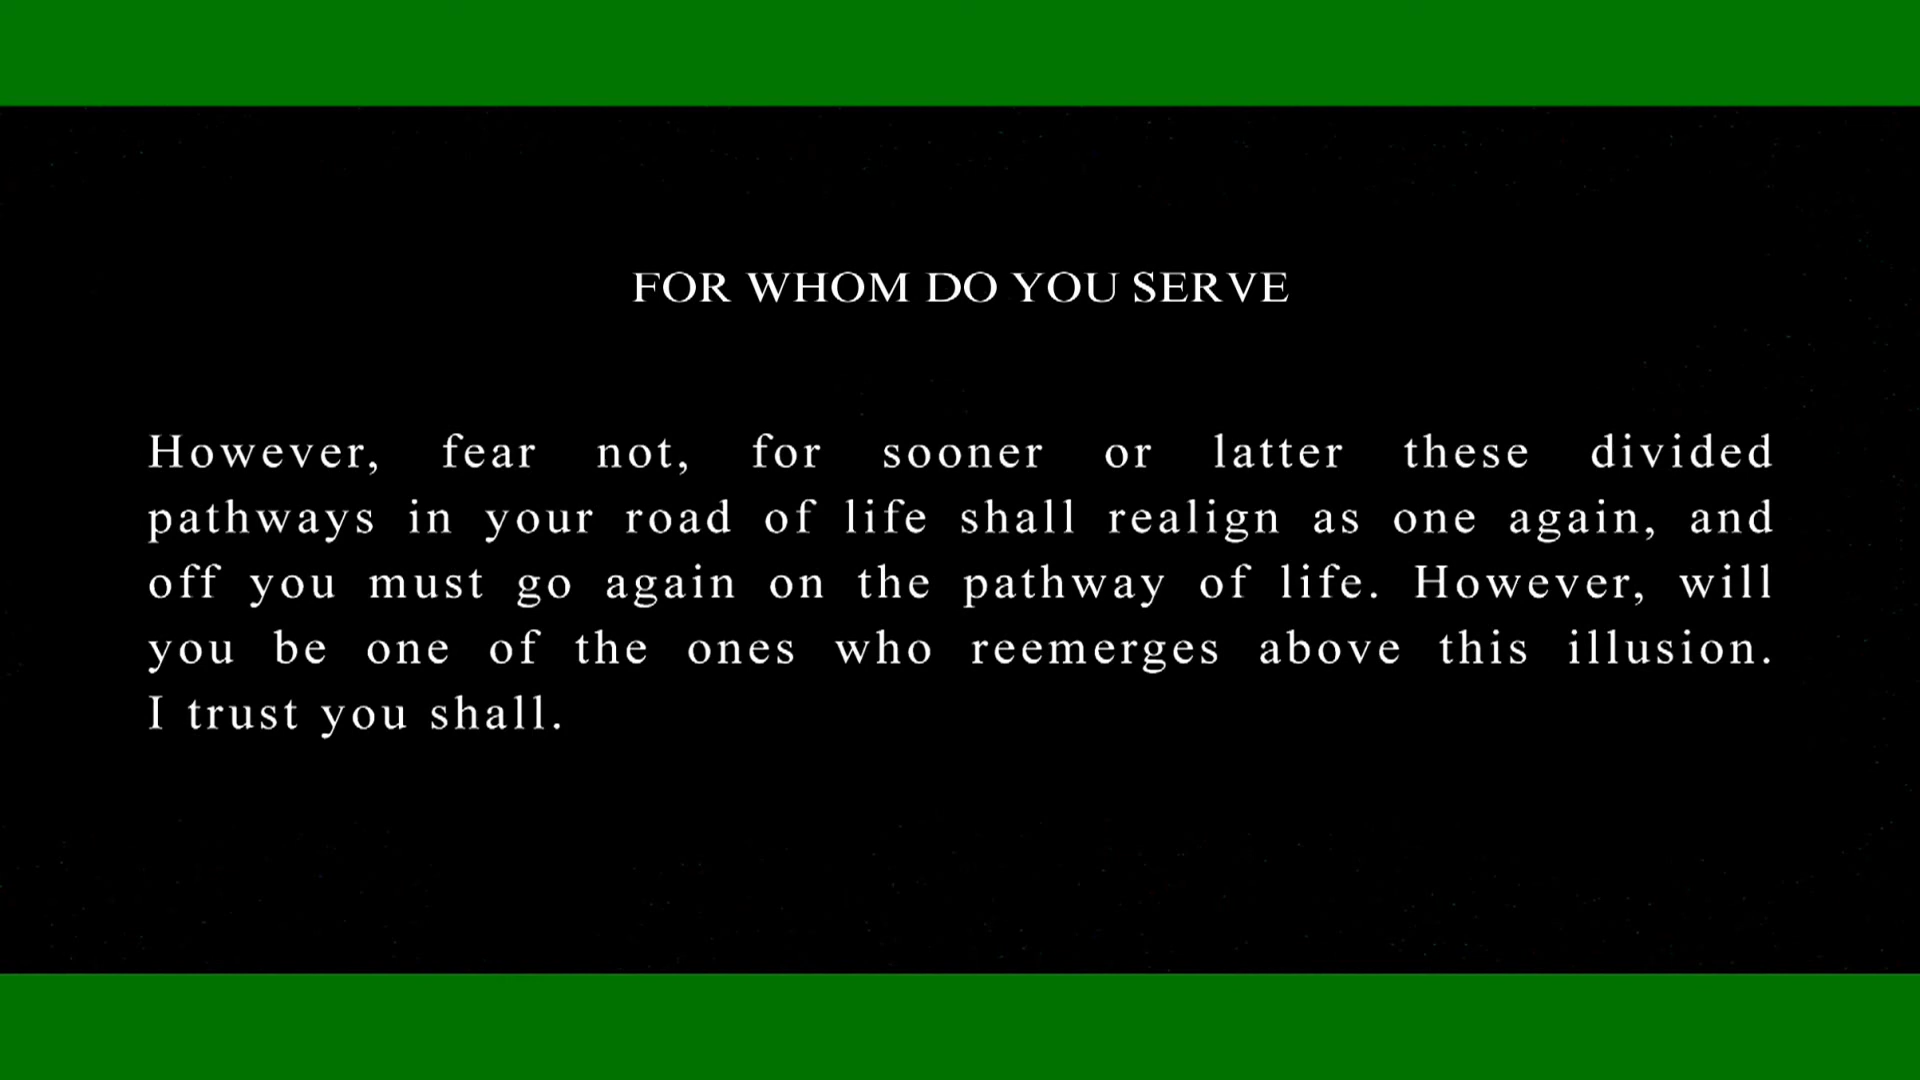 FOR WHOM DO YOU SERVE
However, fear not, for sooner or latter these divided
pathways in your road of life shall realign as one again, and
off you must go again on the pathway of life. However, will
you be one of the ones who reemerges above this illusion.
I trust you shall.